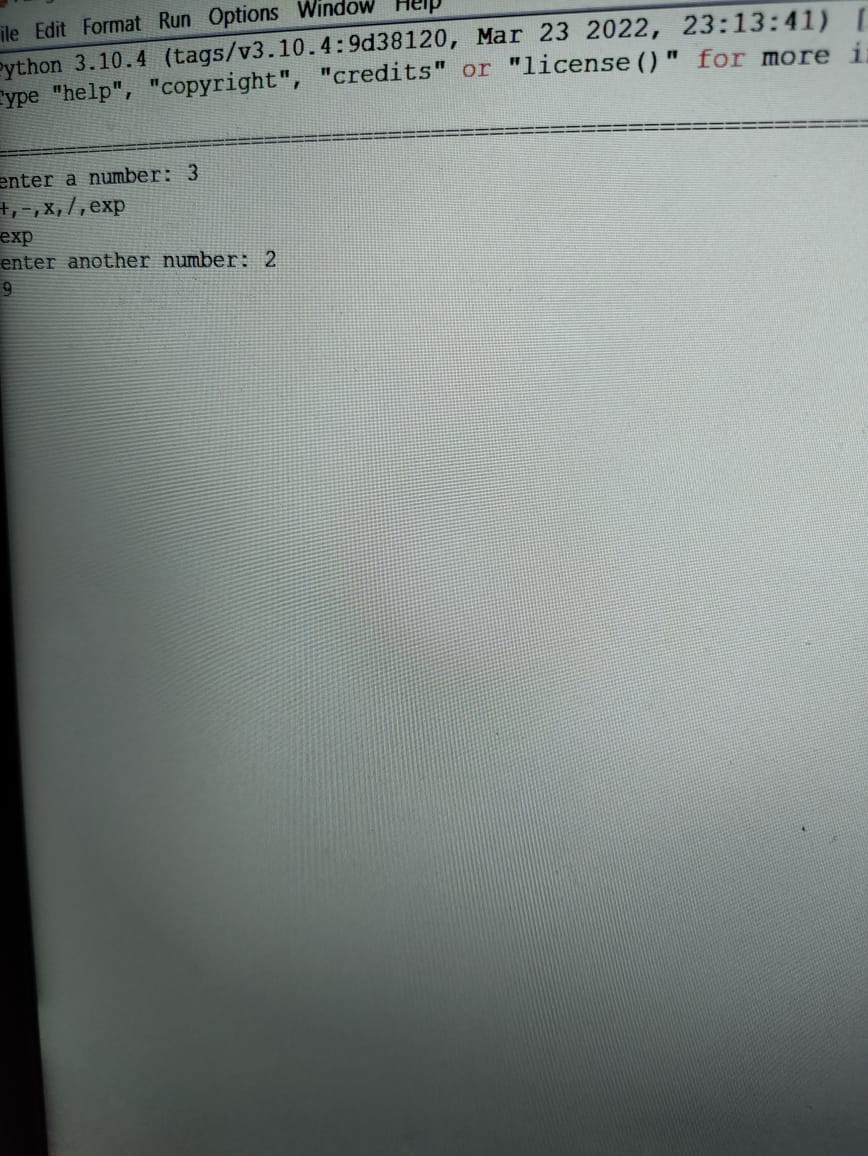 ile Edit Format Run Options Window Help
Python 3.10.4 (tags/v3.10.4:9d38120, Mar 23 2022, 23:13:41) [
Type "help", "copyright", "credits" or "license()" for more i
enter a number: 3
+,-,x,/,exp
exp
enter another number: 2
9